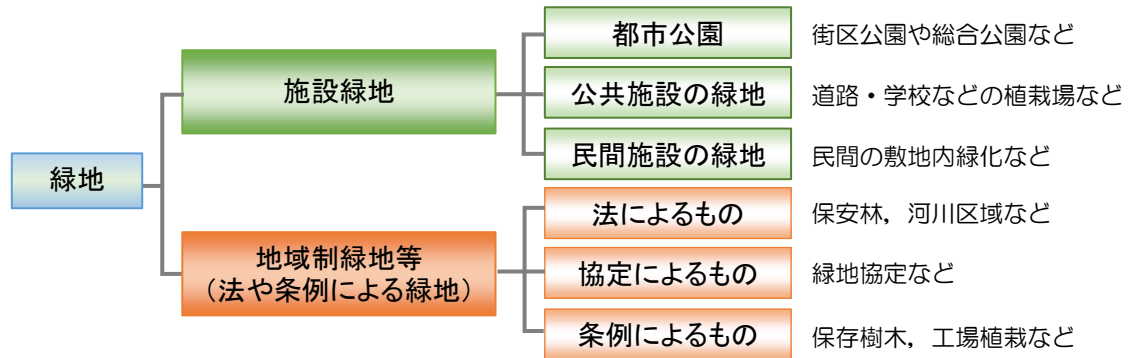 都市公園 街区公園や総合公園など
施設緑地
公共施設の緑地 道路・学校などの植栽場など
民間施設の緑地 民間の敷地内緑化など
緑地
法によるもの 保安林，河川区域など
地域制緑地等
（法や条例による緑地）
協定によるもの 緑地協定など
条例によるもの 保存樹木，工場植栽など